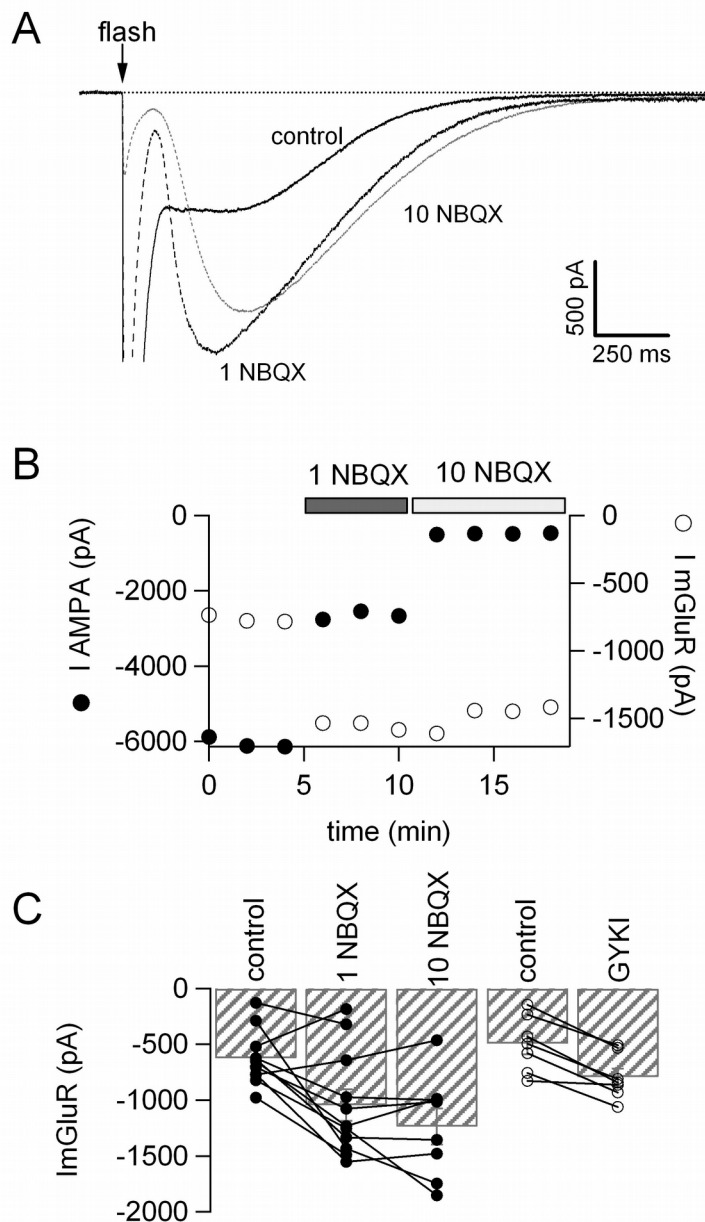 A
flash
control
10 NBQX
1 NBQX
500 pA
250 ms
B
1 NBQX
10 NBQX
0
-2000
-4000
-6000
I AMPA (pA)
0
-500
-1000
-1500
I mGluR (pA)
0
5
10
15
time (min)
C
control
1 NBQX
10 NBQX
control
GYKI
0
-500
-1000
-1500
-2000
ImGluR (pA)